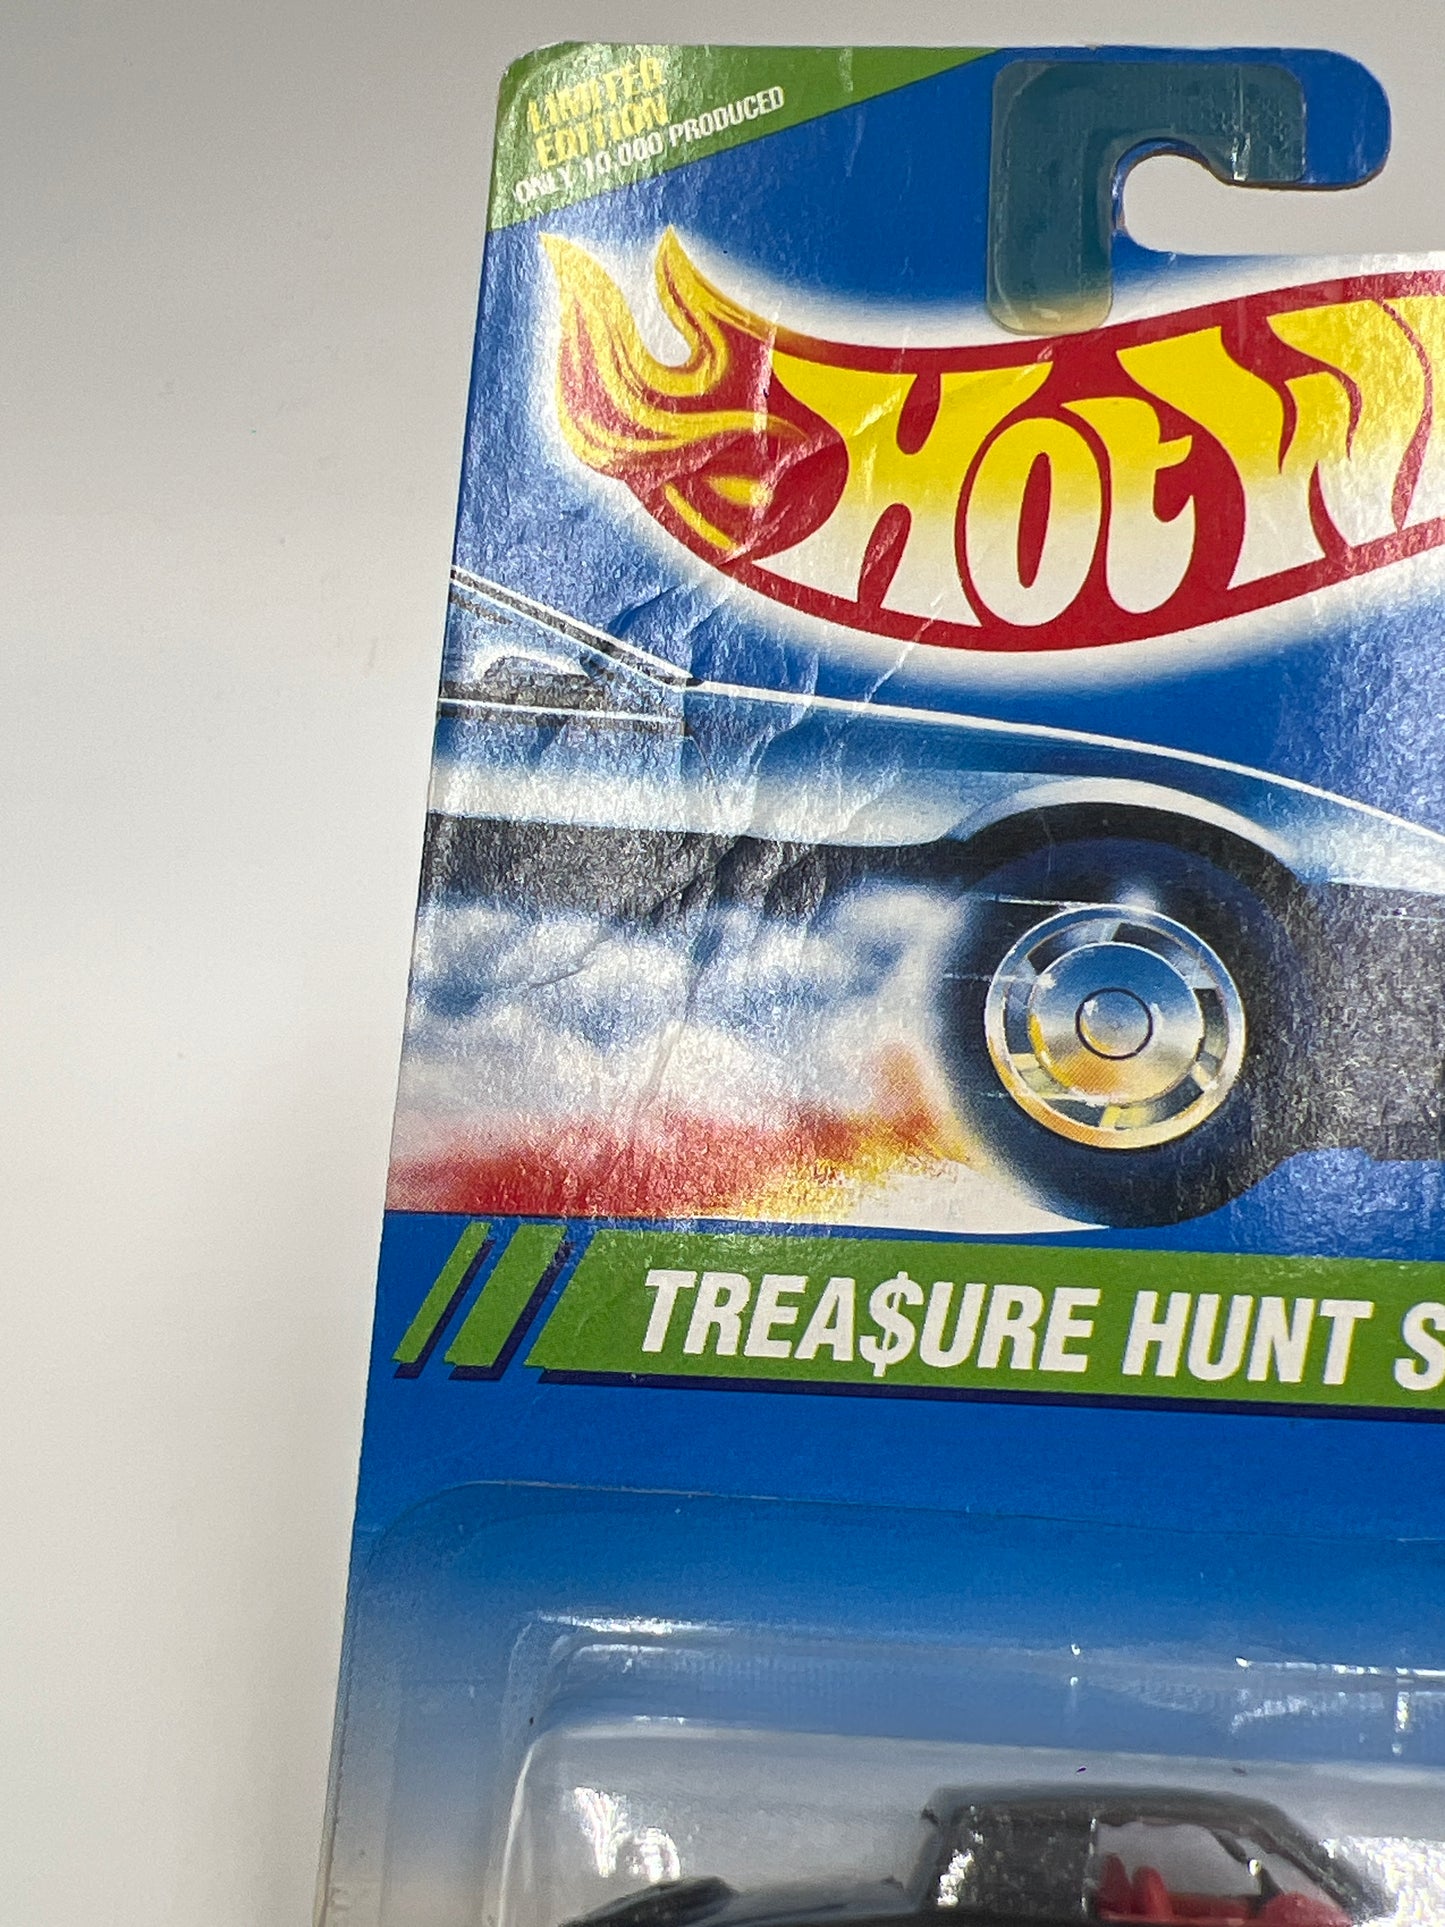 LIMITED
EDITION
ONLY 10,000 PRODUCED
HOT W
TREA$URE HUNT S